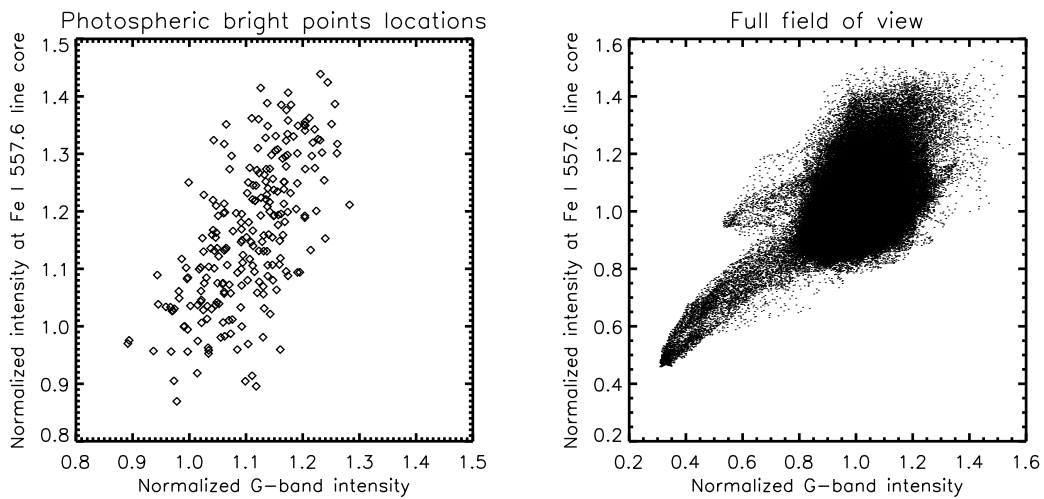 Photospheric bright points locations
Normalized intensity at Fe I 557.6 line core
1.5
1.4
1.3
1.2
1.1
1.0
0.9
0.8
0.8 0.9 1.0 1.1 1.2 1.3 1.4 1.5
Normalized G-band intensity
Full field of view
Normalized intensity at Fe I 557.6 line core
1.6
1.4
1.2
1.0
0.8
0.6
0.4
0.2
0.2 0.4 0.6 0.8 1.0 1.2 1.4 1.6
Normalized G-band intensity